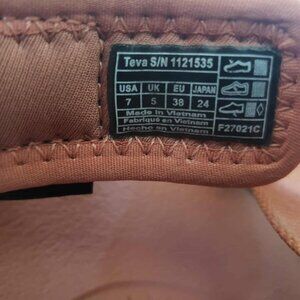 Teva S/N 1121535
USA UK EU JAPAN
7 5 38 24
Made in Vietnam
Fabriqué en Vietnam
Hecho en Vietnam
F27021C